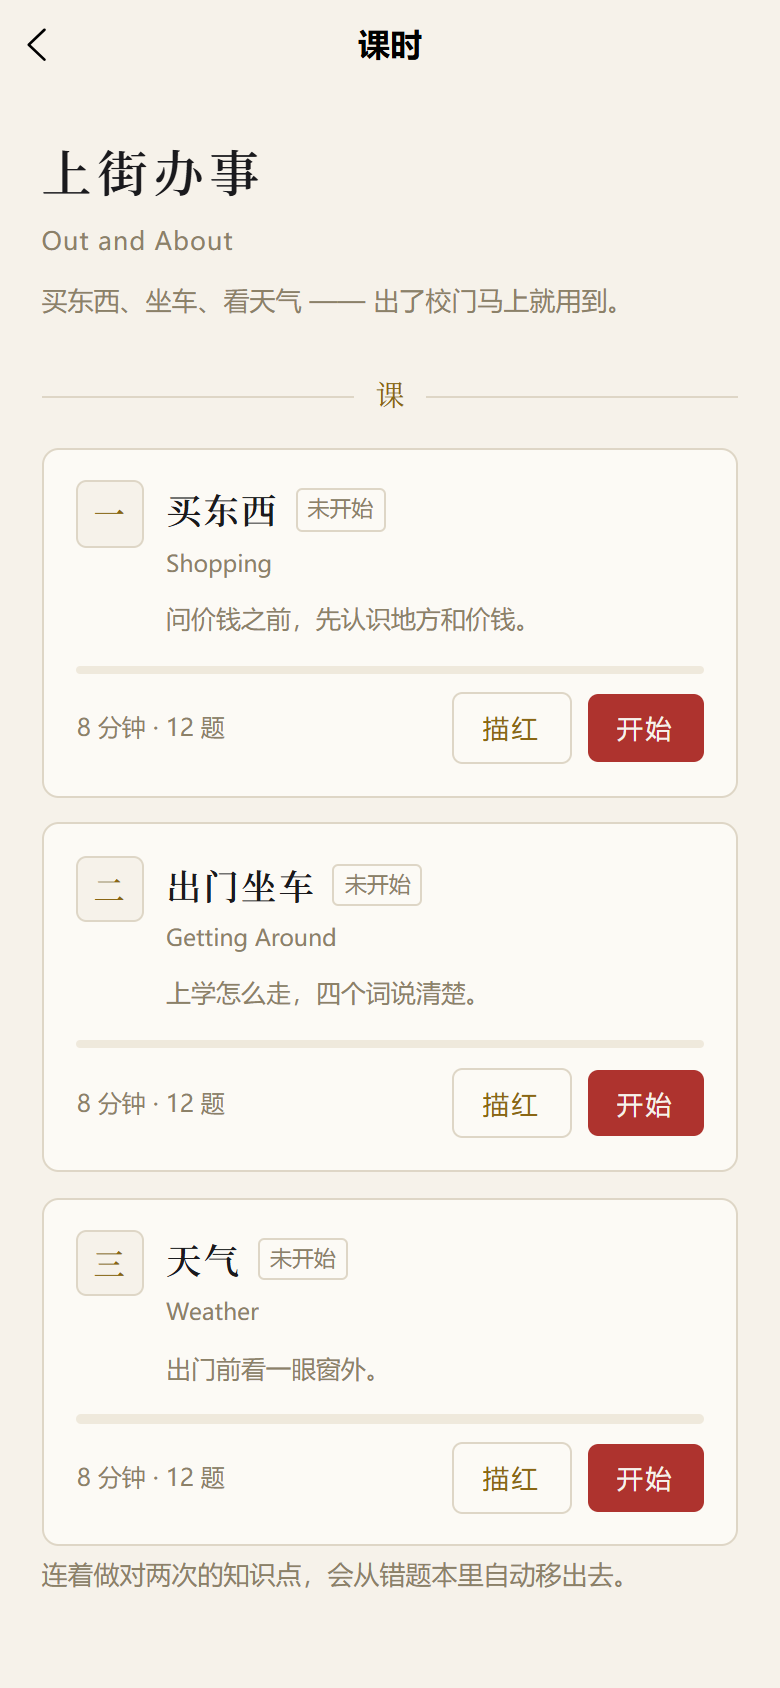 课时
上街办事
Out and About
买东西、坐车、看天气 —— 出了校门马上就用到。
课
一 买东西 未开始
Shopping
问价钱之前，先认识地方和价钱。
8 分钟 · 12 题 描红 开始
二 出门坐车 未开始
Getting Around
上学怎么走，四个词说清楚。
8 分钟 · 12 题 描红 开始
三 天气 未开始
Weather
出门前看一眼窗外。
8 分钟 · 12 题 描红 开始
连着做对两次的知识点，会从错题本里自动移出去。